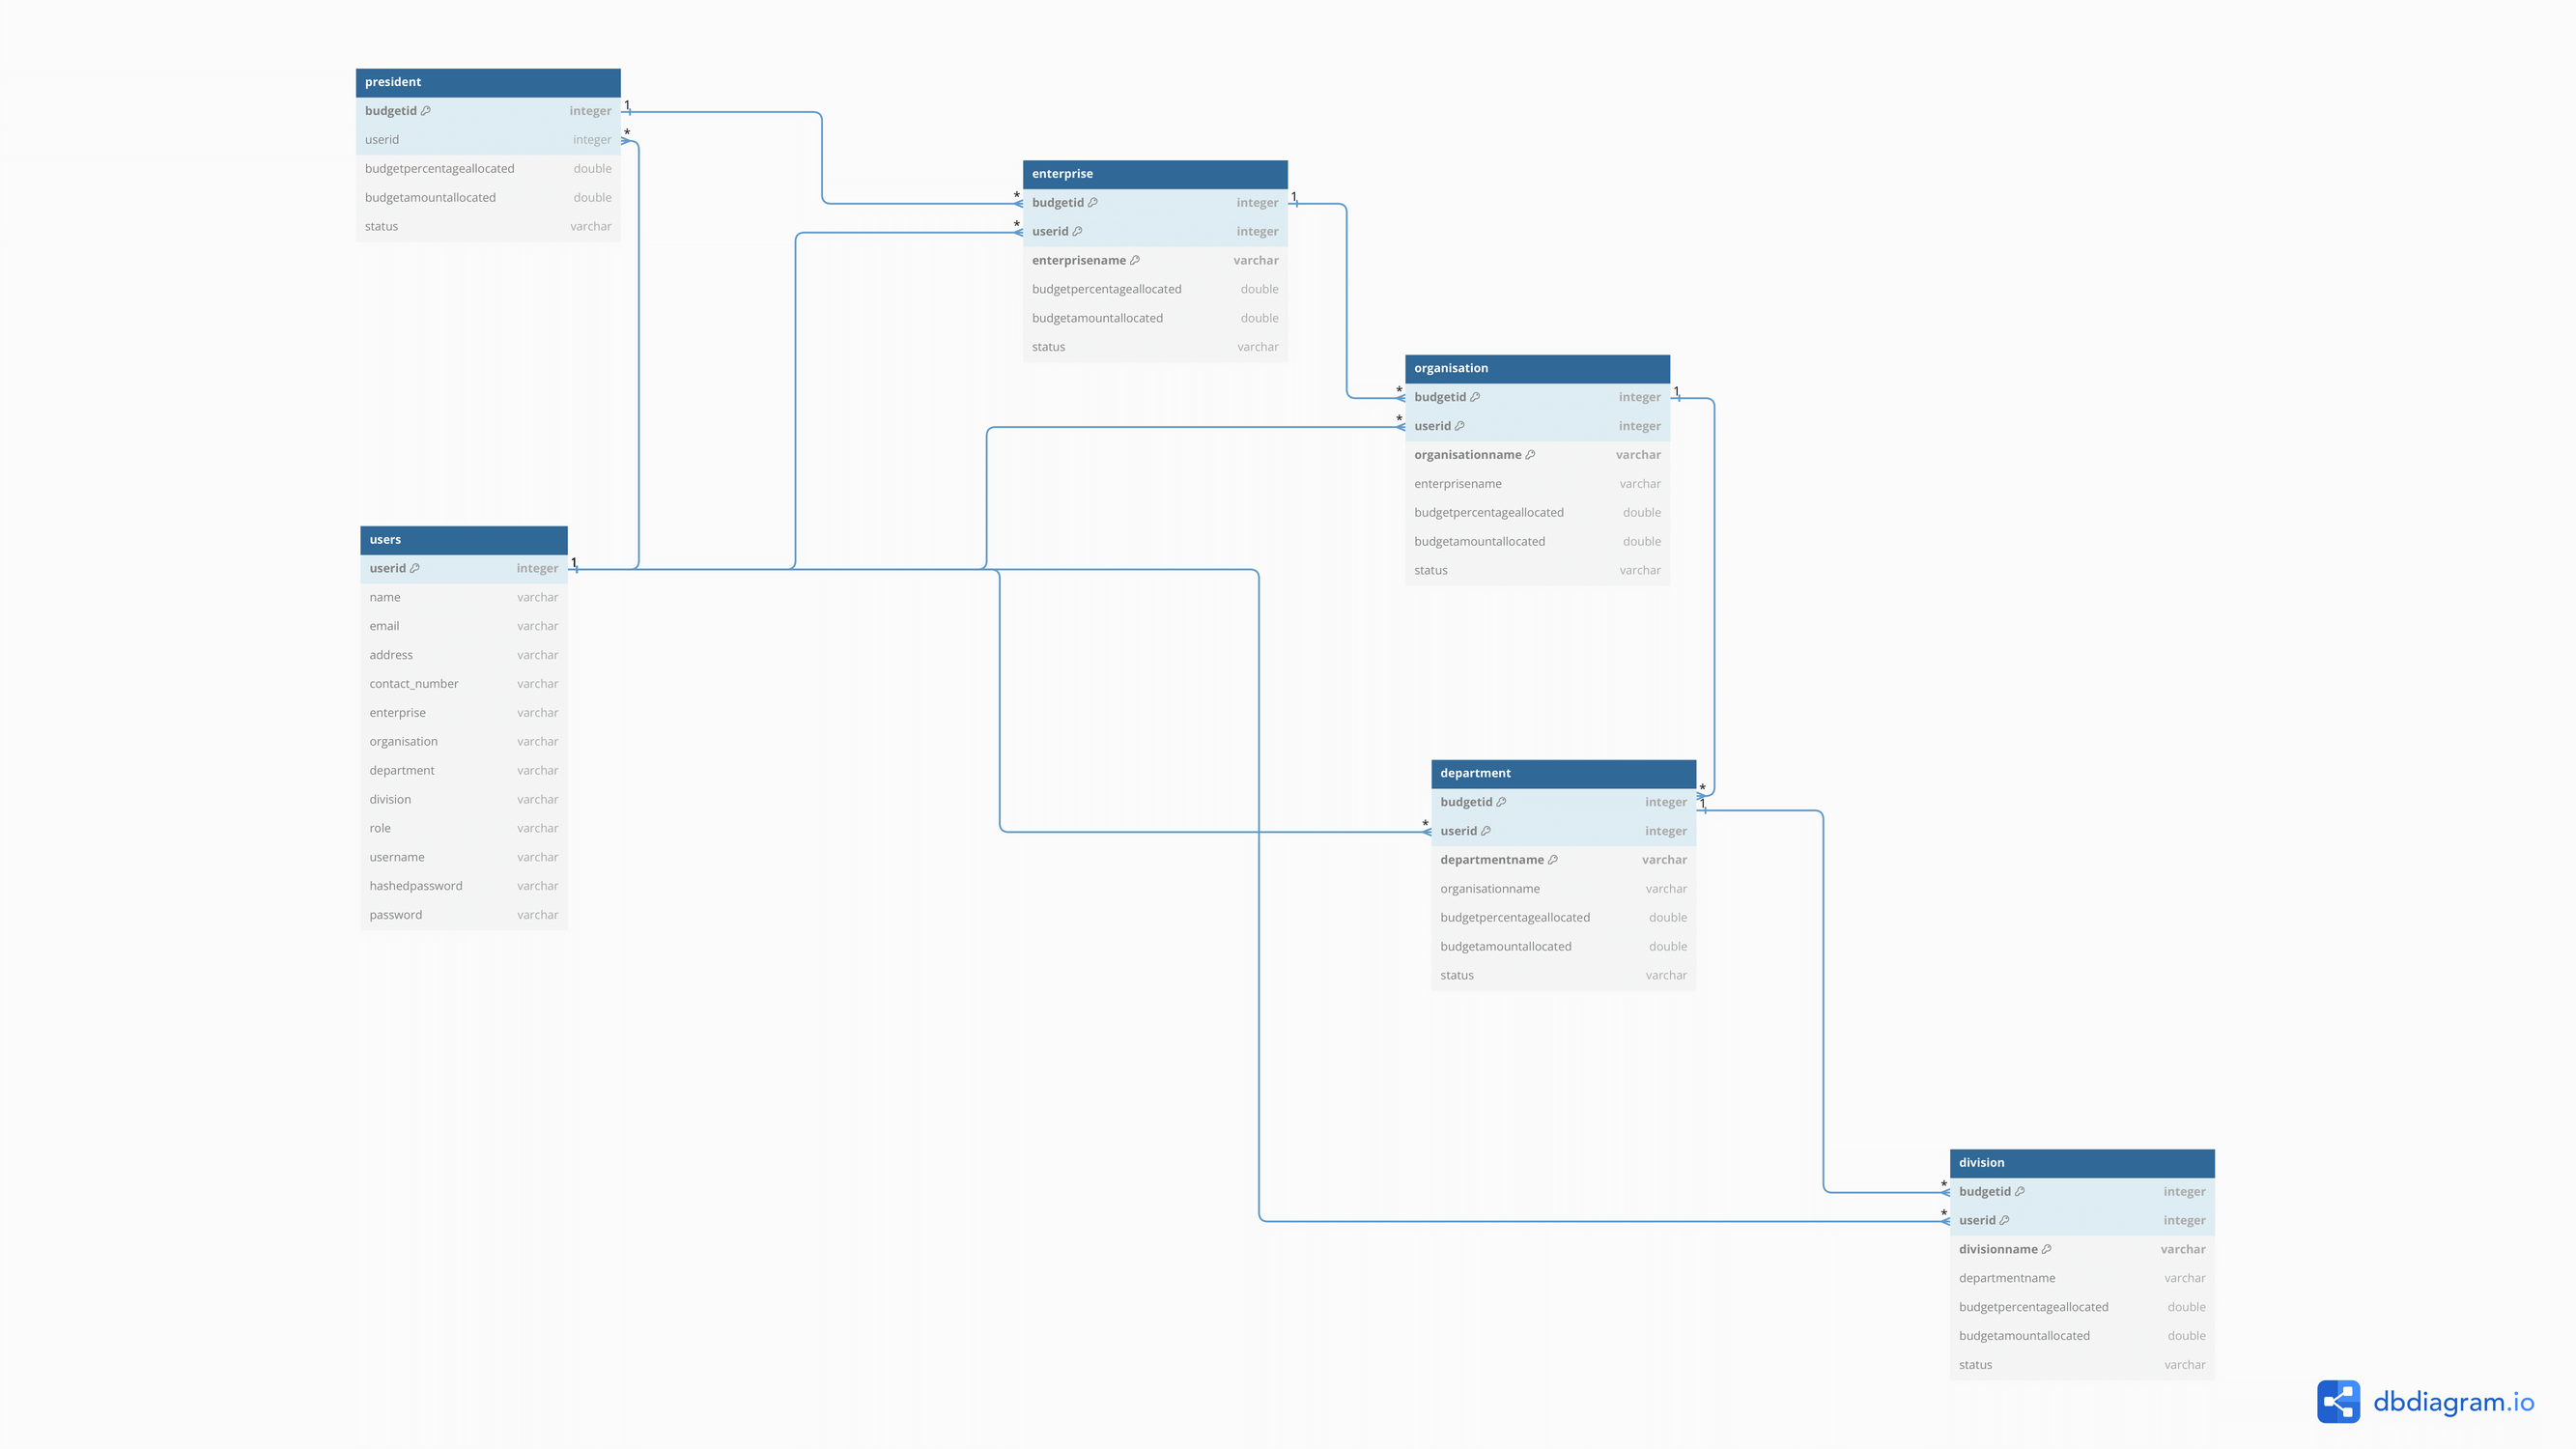 president
budgetid integer
userid integer
budgetpercentageallocated double
budgetamountallocated double
status varchar
1
*
enterprise
budgetid integer
userid integer
enterprisename varchar
budgetpercentageallocated double
budgetamountallocated double
status varchar
*
*
1
organisation
budgetid integer
userid integer
organisationname varchar
enterprisename varchar
budgetpercentageallocated double
budgetamountallocated double
status varchar
*
*
1
users
userid integer
name varchar
email varchar
address varchar
contact_number varchar
enterprise varchar
organisation varchar
department varchar
division varchar
role varchar
username varchar
hashedpassword varchar
password varchar
1
department
budgetid integer
userid integer
departmentname varchar
organisationname varchar
budgetpercentageallocated double
budgetamountallocated double
status varchar
*
1
*
division
budgetid integer
userid integer
divisionname varchar
departmentname varchar
budgetpercentageallocated double
budgetamountallocated double
status varchar
*
*
dbdiagram.io